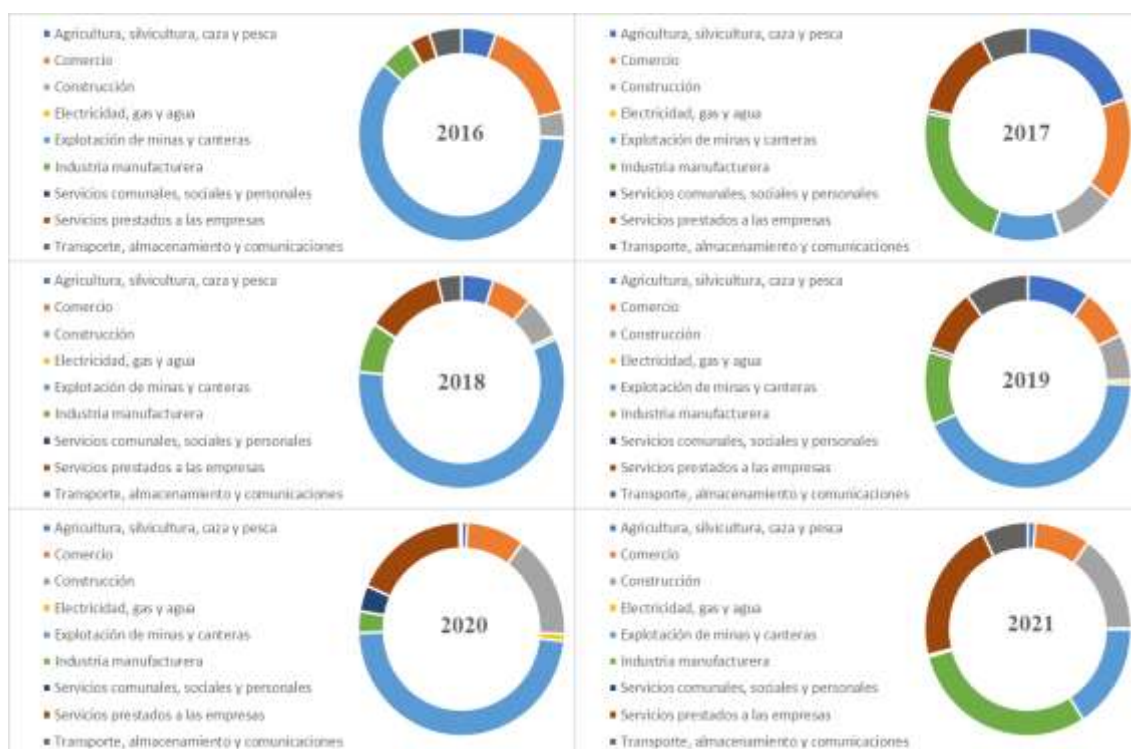 Agricultura, silvicultura, caza y pesca
Comercio
Construcción
Electricidad, gas y agua
Explotación de minas y canteras
Industria manufacturera
Servicios comunales, sociales y personales
Servicios prestados a las empresas
Transporte, almacenamiento y comunicaciones
2016
Agricultura, silvicultura, caza y pesca
Comercio
Construcción
Electricidad, gas y agua
Explotación de minas y canteras
Industria manufacturera
Servicios comunales, sociales y personales
Servicios prestados a las empresas
Transporte, almacenamiento y comunicaciones
2017
Agricultura, silvicultura, caza y pesca
Comercio
Construcción
Electricidad, gas y agua
Explotación de minas y canteras
Industria manufacturera
Servicios comunales, sociales y personales
Servicios prestados a las empresas
Transporte, almacenamiento y comunicaciones
2018
Agricultura, silvicultura, caza y pesca
Comercio
Construcción
Electricidad, gas y agua
Explotación de minas y canteras
Industria manufacturera
Servicios comunales, sociales y personales
Servicios prestados a las empresas
Transporte, almacenamiento y comunicaciones
2019
Agricultura, silvicultura, caza y pesca
Comercio
Construcción
Electricidad, gas y agua
Explotación de minas y canteras
Industria manufacturera
Servicios comunales, sociales y personales
Servicios prestados a las empresas
Transporte, almacenamiento y comunicaciones
2020
Agricultura, silvicultura, caza y pesca
Comercio
Construcción
Electricidad, gas y agua
Explotación de minas y canteras
Industria manufacturera
Servicios comunales, sociales y personales
Servicios prestados a las empresas
Transporte, almacenamiento y comunicaciones
2021